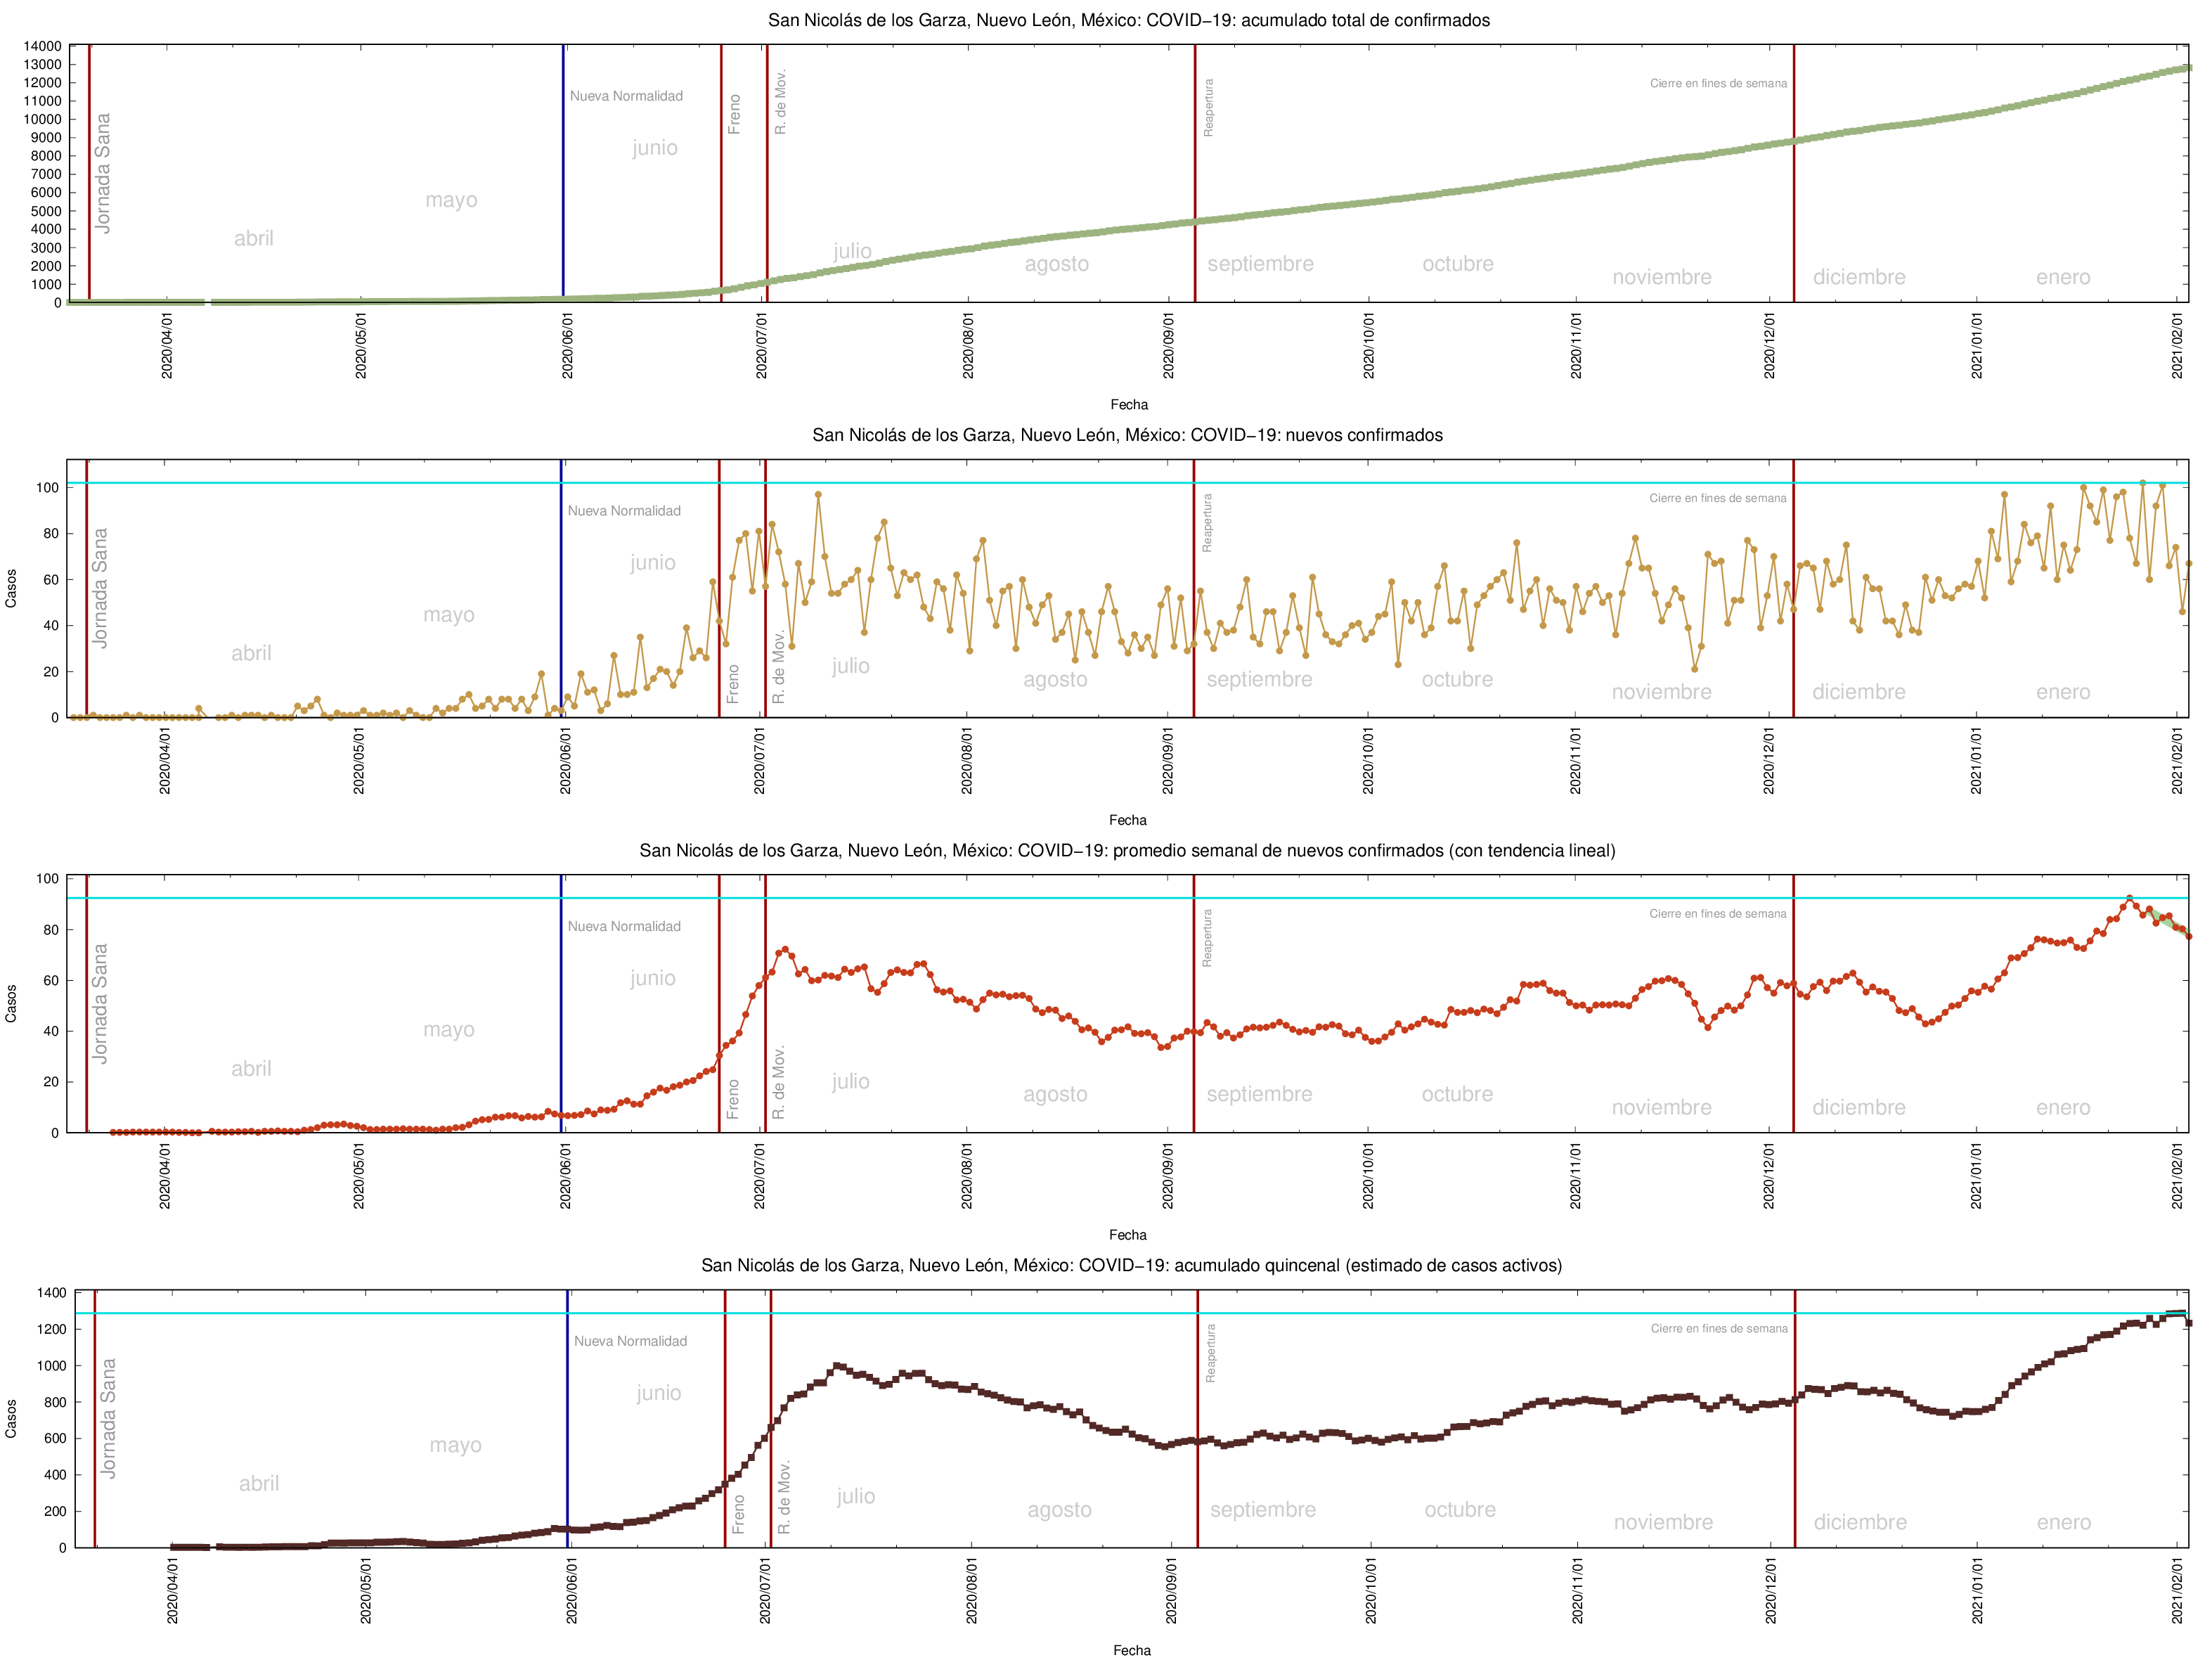 San Nicolás de los Garza, Nuevo León, México: COVID−19: acumulado total de confirmados
14000
13000
12000
11000
10000
9000
8000
7000
6000
5000
4000
3000
2000
1000
0
Jornada Sana
abril
mayo
Nueva Normalidad
junio
Freno
R. de Mov.
julio
agosto
Reapertura
septiembre
octubre
noviembre
Cierre en fines de semana
diciembre
enero
2020/04/01
2020/05/01
2020/06/01
2020/07/01
2020/08/01
2020/09/01
2020/10/01
2020/11/01
2020/12/01
2021/01/01
2021/02/01
Fecha
San Nicolás de los Garza, Nuevo León, México: COVID−19: nuevos confirmados
Casos
100
80
60
40
20
0
Jornada Sana
abril
mayo
Nueva Normalidad
junio
Freno
R. de Mov.
julio
agosto
Reapertura
septiembre
octubre
noviembre
Cierre en fines de semana
diciembre
enero
2020/04/01
2020/05/01
2020/06/01
2020/07/01
2020/08/01
2020/09/01
2020/10/01
2020/11/01
2020/12/01
2021/01/01
2021/02/01
Fecha
San Nicolás de los Garza, Nuevo León, México: COVID−19: promedio semanal de nuevos confirmados (con tendencia lineal)
Casos
100
80
60
40
20
0
Jornada Sana
abril
mayo
Nueva Normalidad
junio
Freno
R. de Mov.
julio
agosto
Reapertura
septiembre
octubre
noviembre
Cierre en fines de semana
diciembre
enero
2020/04/01
2020/05/01
2020/06/01
2020/07/01
2020/08/01
2020/09/01
2020/10/01
2020/11/01
2020/12/01
2021/01/01
2021/02/01
Fecha
San Nicolás de los Garza, Nuevo León, México: COVID−19: acumulado quincenal (estimado de casos activos)
Casos
1400
1200
1000
800
600
400
200
0
Jornada Sana
abril
mayo
Nueva Normalidad
junio
Freno
R. de Mov.
julio
agosto
Reapertura
septiembre
octubre
noviembre
Cierre en fines de semana
diciembre
enero
2020/04/01
2020/05/01
2020/06/01
2020/07/01
2020/08/01
2020/09/01
2020/10/01
2020/11/01
2020/12/01
2021/01/01
2021/02/01
Fecha